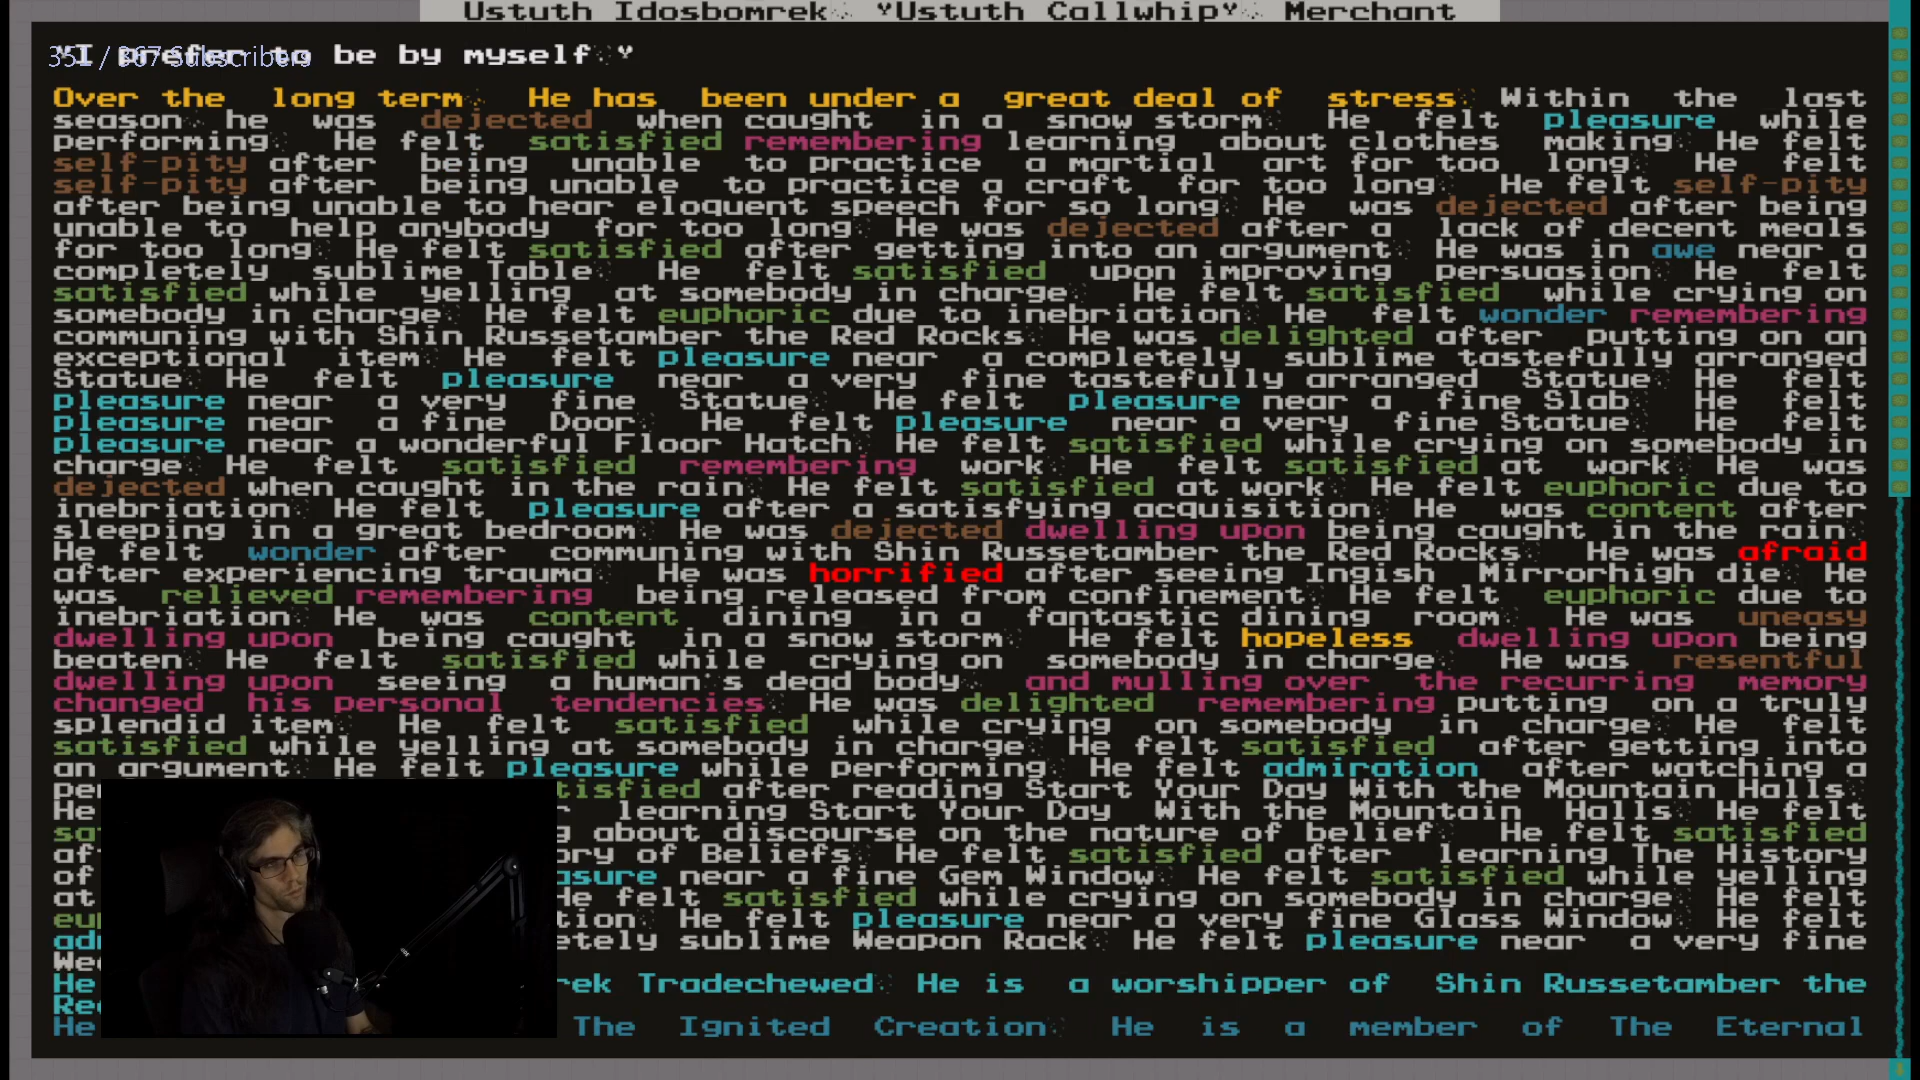 Ustuth Idosbomrek, "Ustuth Callwhip", Merchant
351 / 367 Subscribers
"I prefer to be by myself."
Over the long term, He has been under a great deal of stress. Within the last
season, he was dejected when caught in a snow storm. He felt pleasure while
performing. He felt satisfied remembering learning about clothes making. He felt
self-pity after being unable to practice a martial art for too long. He felt
self-pity after being unable to practice a craft for too long. He felt self-pity
after being unable to hear eloquent speech for so long. He was dejected after being
unable to help anybody for too long. He was dejected after a lack of decent meals
for too long. He felt satisfied after getting into an argument. He was in awe near a
completely sublime Table. He felt satisfied upon improving persuasion. He felt
satisfied while yelling at somebody in charge. He felt satisfied while crying on
somebody in charge. He felt euphoric due to inebriation. He felt wonder remembering
communing with Shin Russetamber the Red Rocks. He was delighted after putting on an
exceptional item. He felt pleasure near a completely sublime tastefully arranged
Statue. He felt pleasure near a very fine tastefully arranged Statue. He felt
pleasure near a very fine Statue. He felt pleasure near a fine Slab. He felt
pleasure near a fine Door. He felt pleasure near a very fine Statue. He felt
pleasure near a wonderful Floor Hatch. He felt satisfied while crying on somebody in
charge. He felt satisfied remembering work. He felt satisfied at work. He was
dejected when caught in the rain. He felt satisfied at work. He felt euphoric due to
inebriation. He felt pleasure after a satisfying acquisition. He was content after
sleeping in a great bedroom. He was dejected dwelling upon being caught in the rain.
He felt wonder after communing with Shin Russetamber the Red Rocks. He was afraid
after experiencing trauma. He was horrified after seeing Ingish Mirrorhigh die. He
was relieved remembering being released from confinement. He felt euphoric due to
inebriation. He was content dining in a fantastic dining room. He was uneasy
dwelling upon being caught in a snow storm. He felt hopeless dwelling upon being
beaten. He felt satisfied while crying on somebody in charge. He was resentful
dwelling upon seeing a human's dead body, and mulling over the recurring memory
changed his personal tendencies. He was delighted remembering putting on a truly
splendid item. He felt satisfied while crying on somebody in charge. He felt
satisfied while yelling at somebody in charge. He felt satisfied after getting into
an argument. He felt pleasure while performing. He felt admiration after watching a
tisfied after reading Start Your Day With the Mountain Halls.
He learning Start Your Day With the Mountain Halls. He felt
about discourse on the nature of belief. He felt satisfied
ory of Beliefs. He felt satisfied after learning The History
of asure near a fine Gem Window. He felt satisfied while yelling
at He felt satisfied while crying on somebody in charge. He felt
tion. He felt pleasure near a very fine Glass Window. He felt
etely sublime Weapon Rack. He felt pleasure near a very fine
He rek Tradechewed. He is a worshipper of Shin Russetamber the
He The Ignited Creation. He is a member of The Eternal